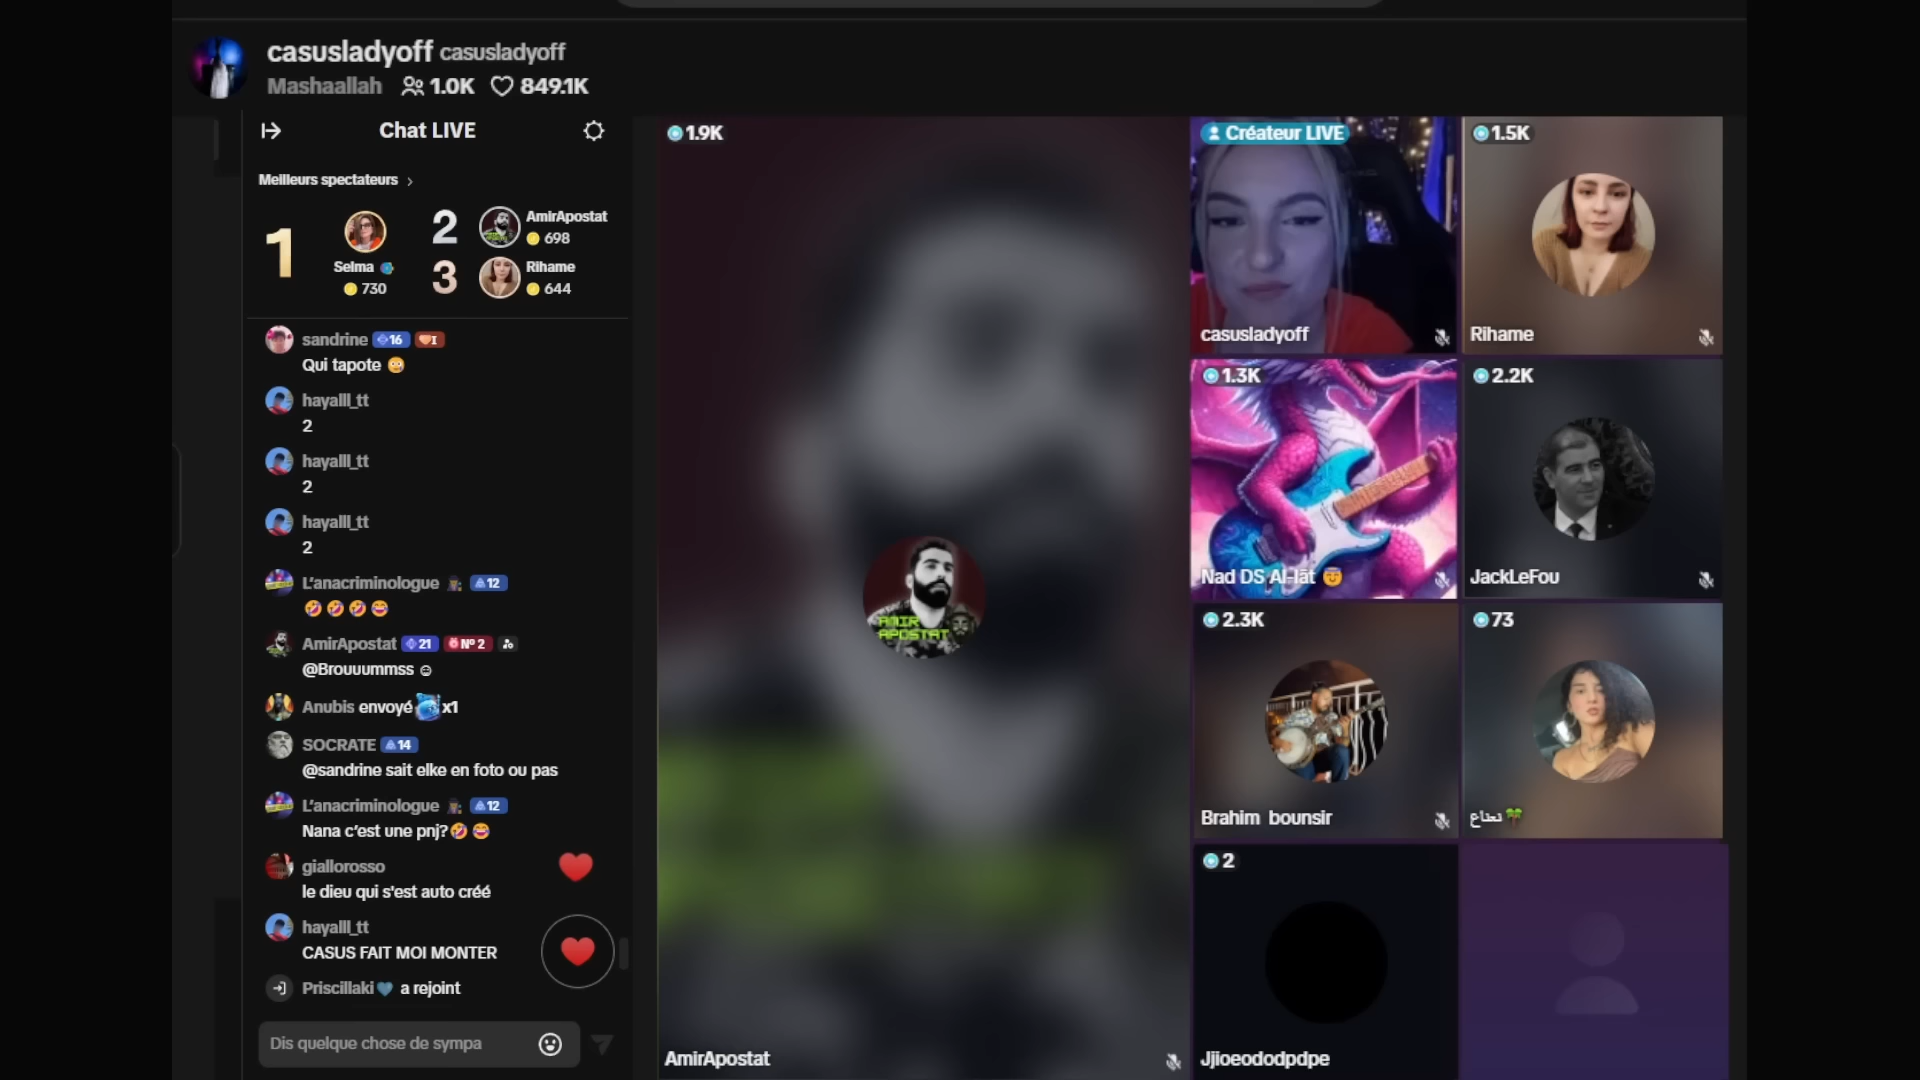 casusladyoff casusladyoff
Mashaallah 1.0K 849.1K
Chat LIVE
Meilleurs spectateurs >
1
Selma
730
2
AmirApostat
698
3
Rihame
644
sandrine 16 I
Qui tapote 😳
hayalll_tt
2
hayalll_tt
2
hayalll_tt
2
L'anacriminologue 12
🤣🤣🤣😂
AmirApostat 21 Nº 2
@Brouuummss ☺
Anubis envoyé x1
SOCRATE 14
@sandrine sait elke en foto ou pas
L'anacriminologue 12
Nana c'est une pnj?🤣😂
giallorosso
le dieu qui s'est auto créé
hayalll_tt
CASUS FAIT MOI MONTER
Priscillaki💙 a rejoint
Dis quelque chose de sympa
1.9K
AMIR
APOSTAT
AmirApostat
Créateur LIVE
casusladyoff
1.5K
Rihame
1.3K
Nad DS Al-lāt 😇
2.2K
JackLeFou
2.3K
Brahim bounsir
73
نعناع🌴
2
Jjioeododpdpe